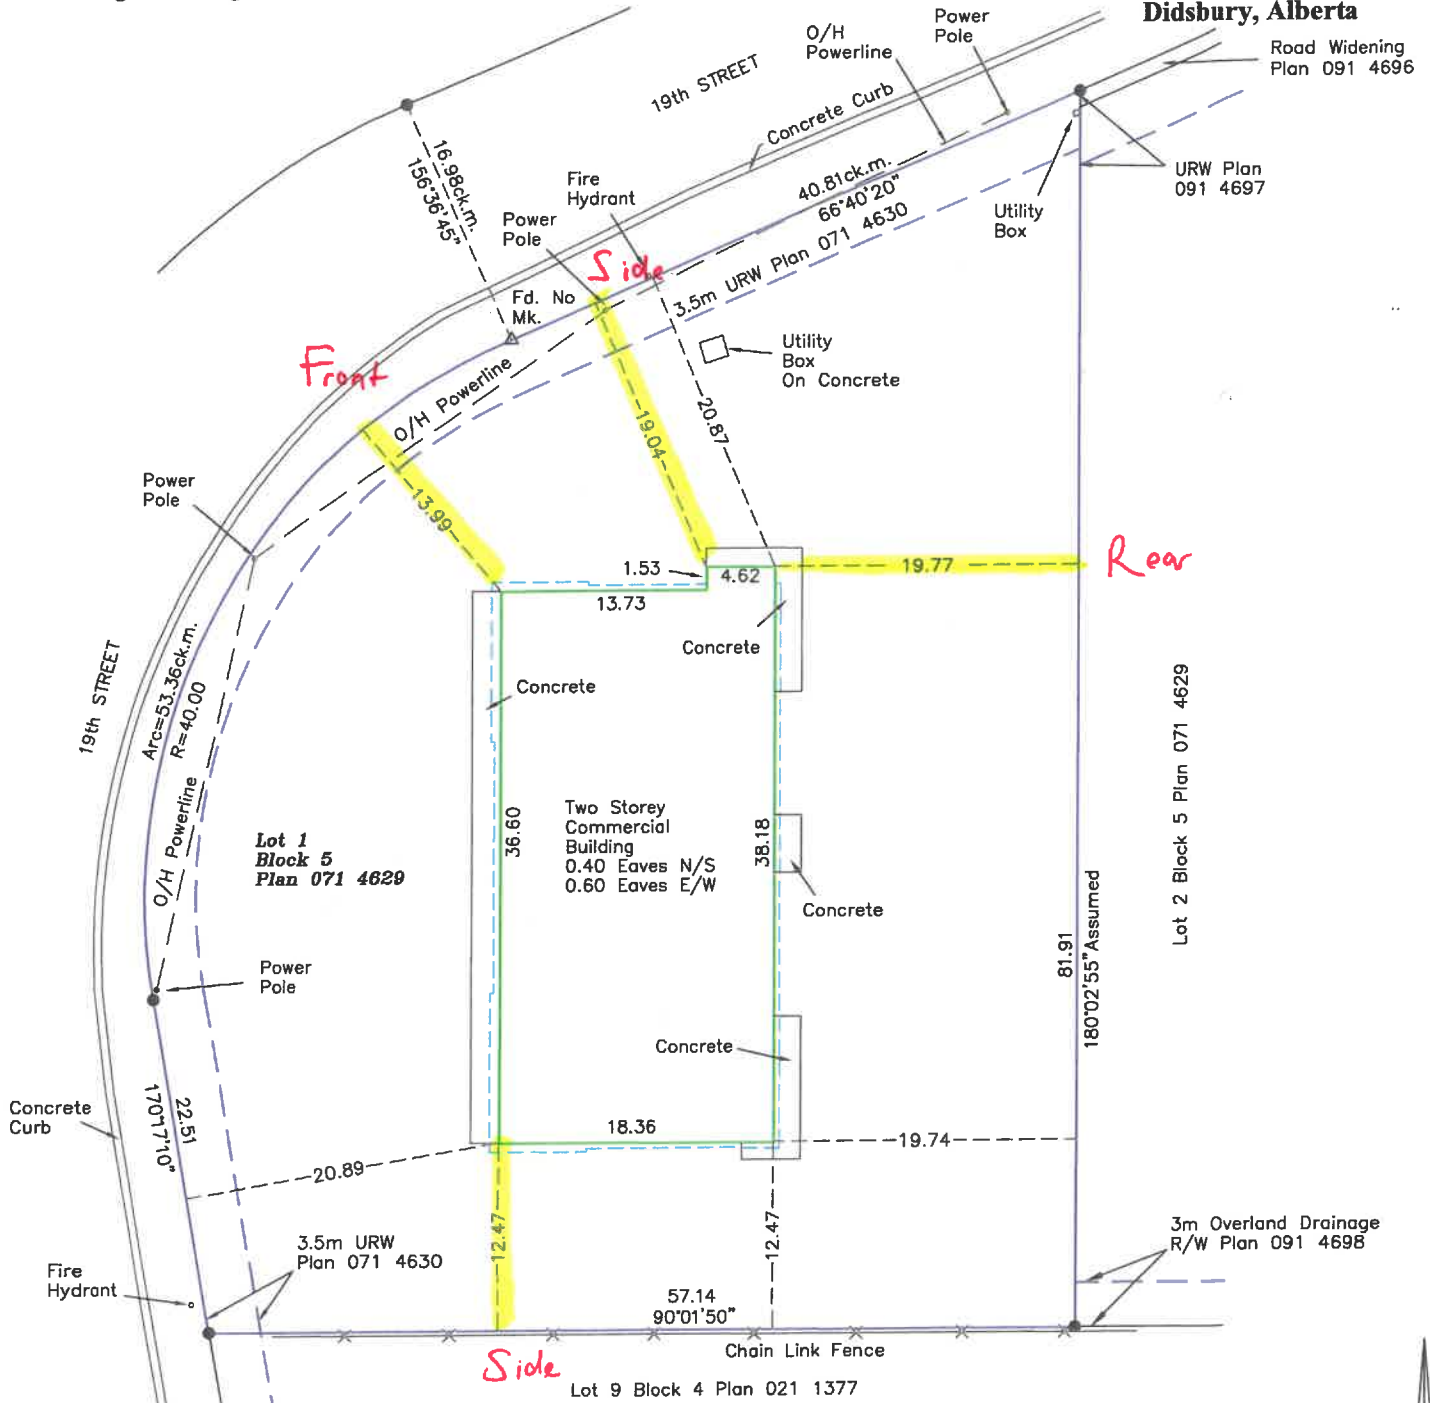 Didsbury, Alberta
Road Widening
Plan 091 4696
Power
Pole
O/H
Powerline
19th STREET
Concrete Curb
16.98ck.m.
156°36'45"
Fire
Hydrant
40.81ck.m.
66°40'20"
URW Plan
091 4697
Utility
Box
Power
Pole
3.5m URW Plan 071 4630
Side
Fd. No
Mk.
Utility
Box
On Concrete
Front
O/H Powerline
19.04
20.87
Power
Pole
13.99
1.53
4.62
19.77
Rear
13.73
Concrete
Concrete
19th STREET
Arc=53.36ck.m.
R=40.00
O/H Powerline
Lot 1
Block 5
Plan 071 4629
36.60
Two Storey
Commercial
Building
0.40 Eaves N/S
0.60 Eaves E/W
38.18
Concrete
Lot 2 Block 5 Plan 071 4629
81.91
180°02'55"Assumed
Power
Pole
Concrete
Concrete
Curb
22.51
170°17'10"
18.36
19.74
20.89
12.47
12.47
3.5m URW
Plan 071 4630
3m Overland Drainage
R/W Plan 091 4698
Fire
Hydrant
57.14
90°01'50"
Chain Link Fence
Side
Lot 9 Block 4 Plan 021 1377